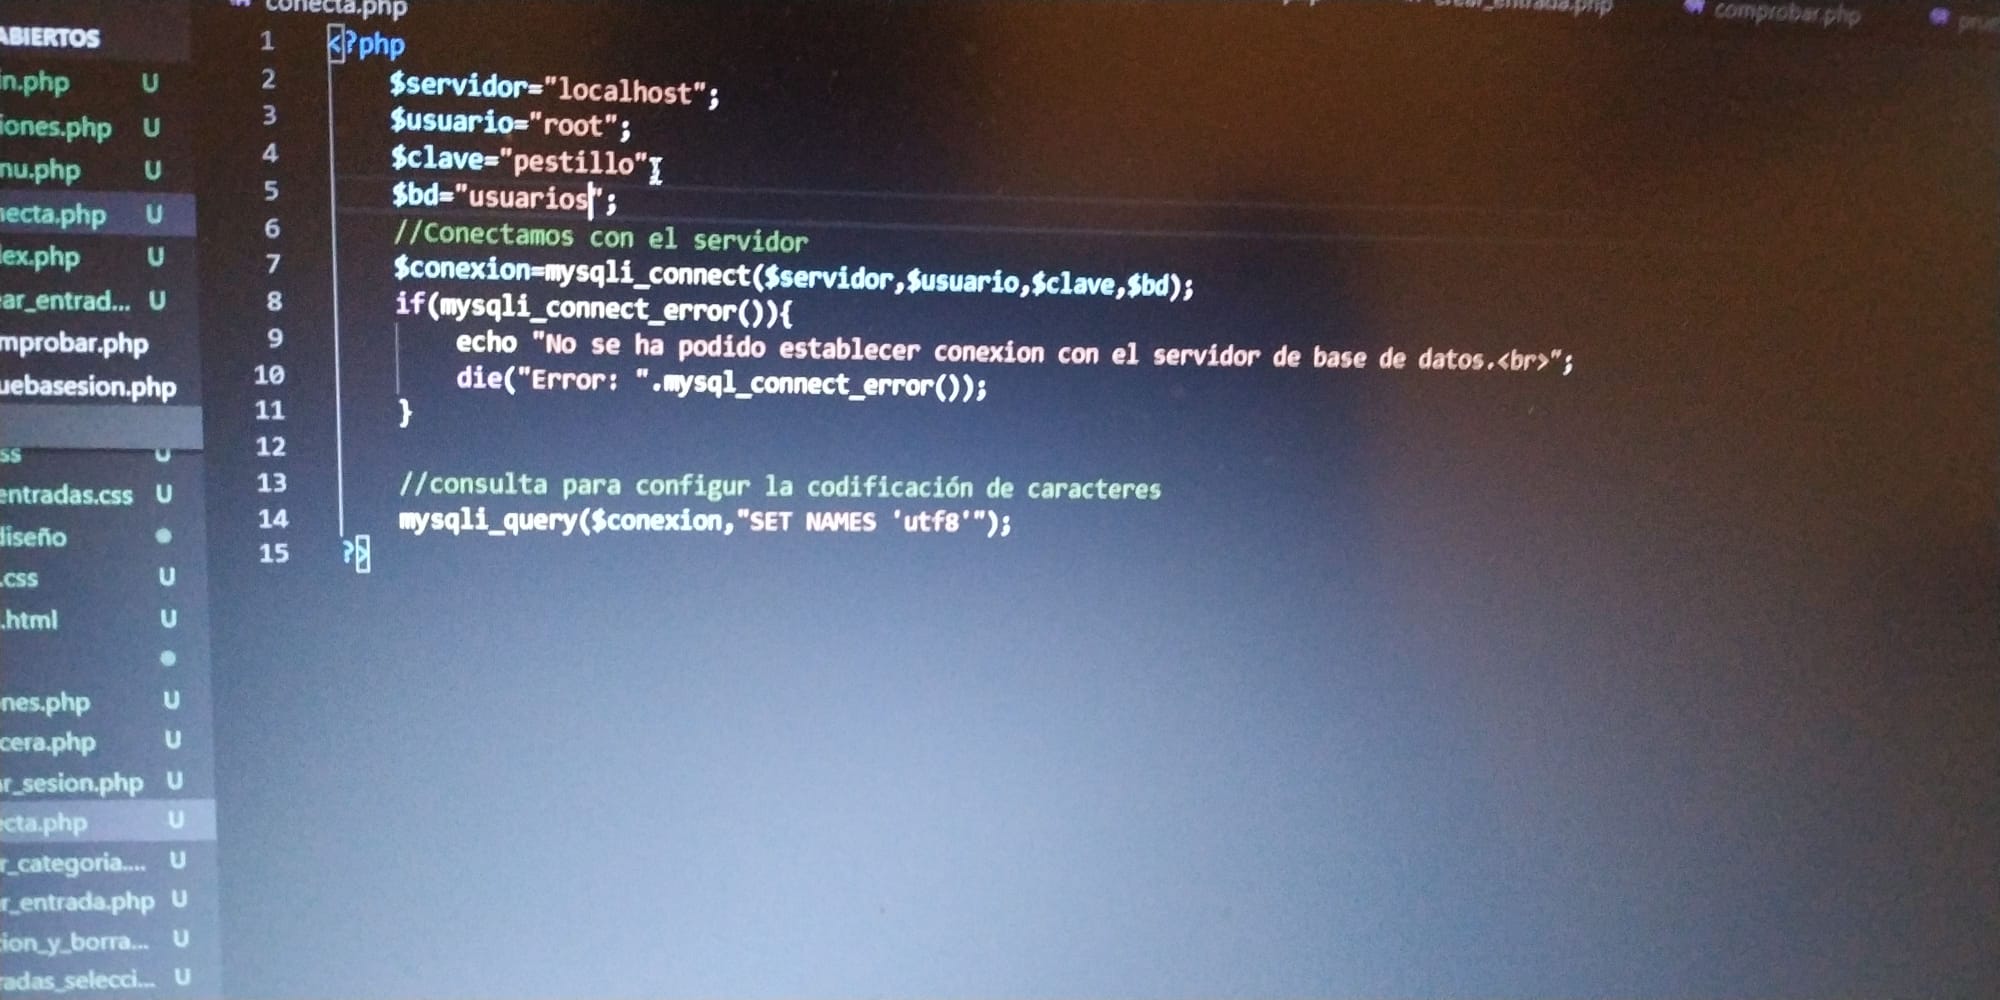 conecta.php
crear_entrada.php
comprobar.php
ABIERTOS
in.php U
iones.php U
nu.php U
necta.php U
lex.php U
ear_entrad... U
mprobar.php
uebasesion.php
ss U
entradas.css U
diseño
.css U
.html U
nes.php U
cera.php U
ar_sesion.php U
ecta.php U
r_categoria.... U
r_entrada.php U
cion_y_borra... U
radas_selecci... U
1 <?php
2 $servidor="localhost";
3 $usuario="root";
4 $clave="pestillo"
5 $bd="usuarios";
6 //Conectamos con el servidor
7 $conexion=mysqli_connect($servidor,$usuario,$clave,$bd);
8 if(mysqli_connect_error()){
9 echo "No se ha podido establecer conexion con el servidor de base de datos.<br>";
10 die("Error: ".mysql_connect_error());
11 }
12
13 //consulta para configur la codificación de caracteres
14 mysqli_query($conexion,"SET NAMES 'utf8'");
15 ?>